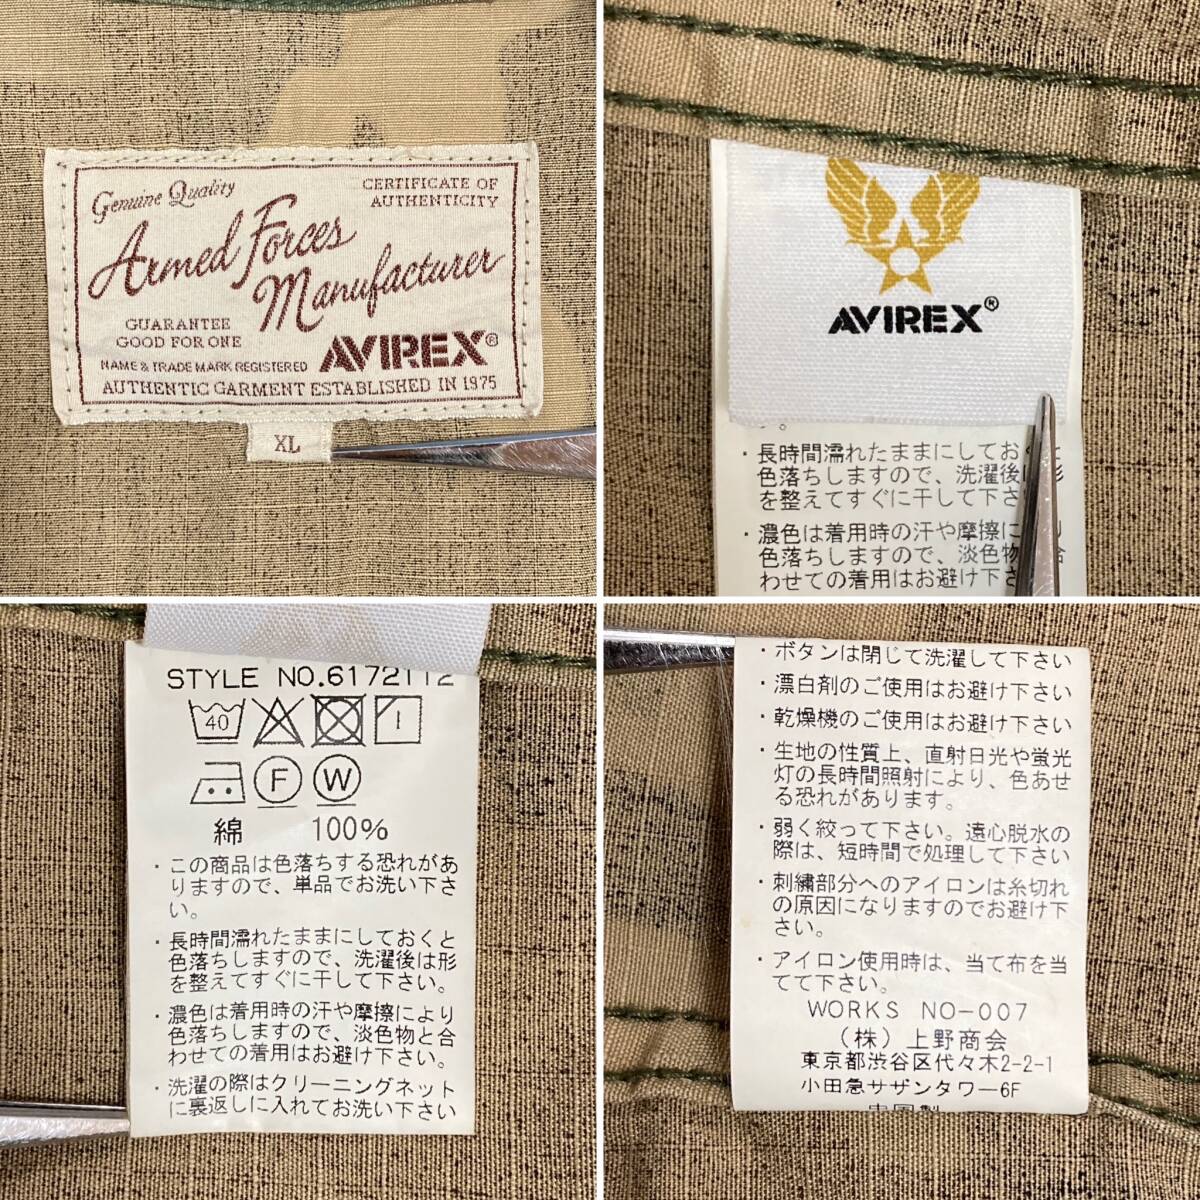 Genuine Quality
CERTIFICATE OF
AUTHENTICITY
Armed Forces
Manufacturer
GUARANTEE
GOOD FOR ONE
AVIREX®
NAME & TRADE MARK REGISTERED
AUTHENTIC GARMENT ESTABLISHED IN 1975
XL
AVIREX®
・長時間濡れたままにしてお
色落ちしますので、洗濯後 形
を整えてすぐに干して下さ
・濃色は着用時の汗や摩擦に
色落ちしますので、淡色物 合
わせての着用はお避け下さ
STYLE NO.6172112
40
F
W
綿 100%
・この商品は色落ちする恐れがあ
りますので、単品でお洗い下さ
い。
・長時間濡れたままにしておくと
色落ちしますので、洗濯後は形
を整えてすぐに干して下さい。
・濃色は着用時の汗や摩擦により
色落ちしますので、淡色物と合
わせての着用はお避け下さい。
・洗濯の際はクリーニングネット
に裏返しに入れてお洗い下さい
・ボタンは閉じて洗濯して下さい
・漂白剤のご使用はお避け下さい
・乾燥機のご使用はお避け下さい
・生地の性質上、直射日光や蛍光
灯の長時間照射により、色あせ
る恐れがあります。
・弱く絞って下さい。遠心脱水の
際は、短時間で処理して下さい
・刺繍部分へのアイロンは糸切れ
の原因になりますのでお避け下
さい。
・アイロン使用時は、当て布を当
てて下さい。
WORKS NO-007
(株)上野商会
東京都渋谷区代々木2-2-1
小田急サザンタワー6F
中国製